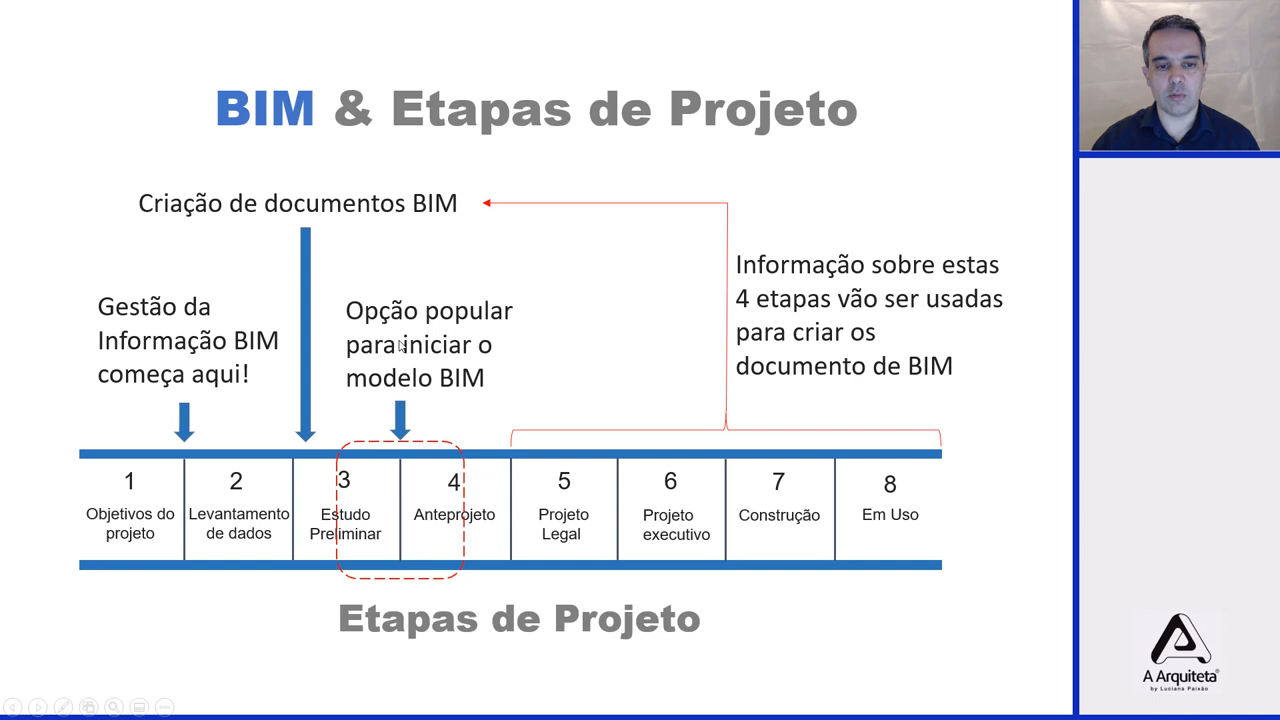 BIM & Etapas de Projeto
Criação de documentos BIM
Informação sobre estas
4 etapas vão ser usadas
para criar os
documento de BIM
Gestão da
Informação BIM
começa aqui!
Opção popular
para iniciar o
modelo BIM
1
Objetivos do
projeto
2
Levantamento
de dados
3
Estudo
Preliminar
4
Anteprojeto
5
Projeto
Legal
6
Projeto
executivo
7
Construção
8
Em Uso
Etapas de Projeto
A Arquiteta®
by Luciana Paixão